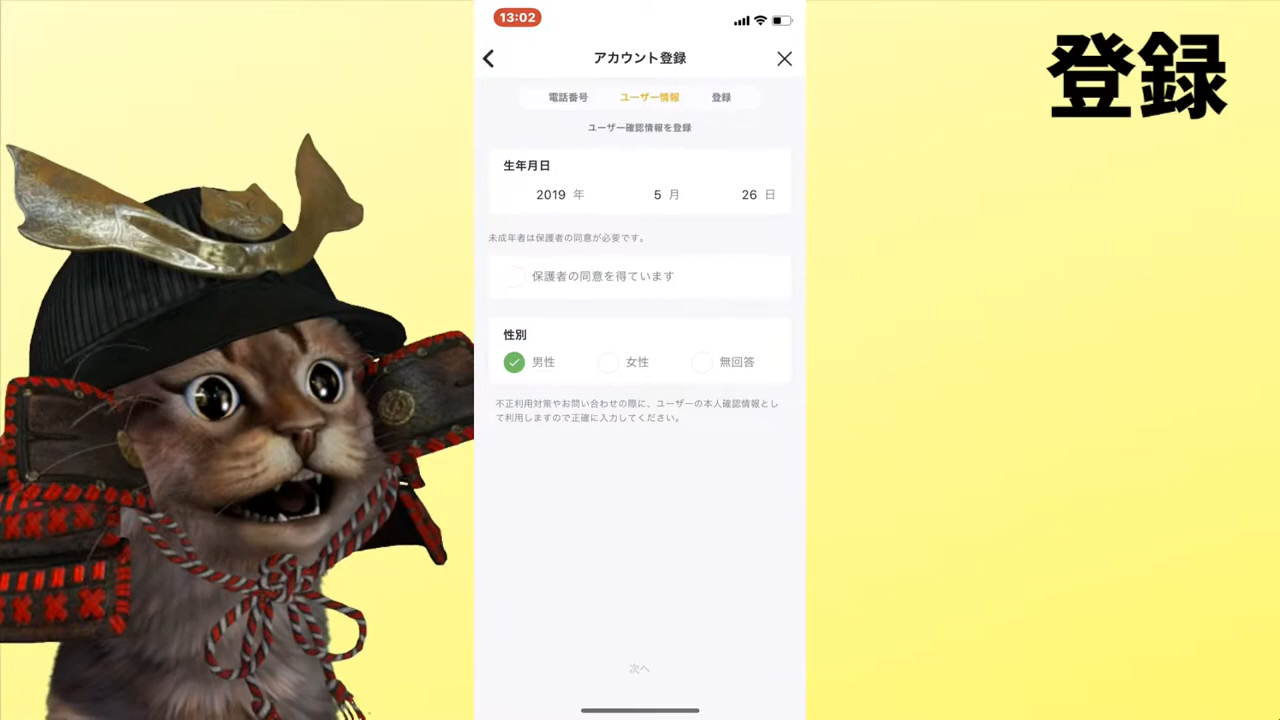 13:02
アカウント登録
電話番号 ユーザー情報 登録
ユーザー確認情報を登録
生年月日
2019 年 5 月 26 日
未成年者は保護者の同意が必要です。
保護者の同意を得ています
性別
男性 女性 無回答
不正利用対策やお問い合わせの際に、ユーザーの本人確認情報とし
て利用しますので正確に入力してください。
次へ
登録